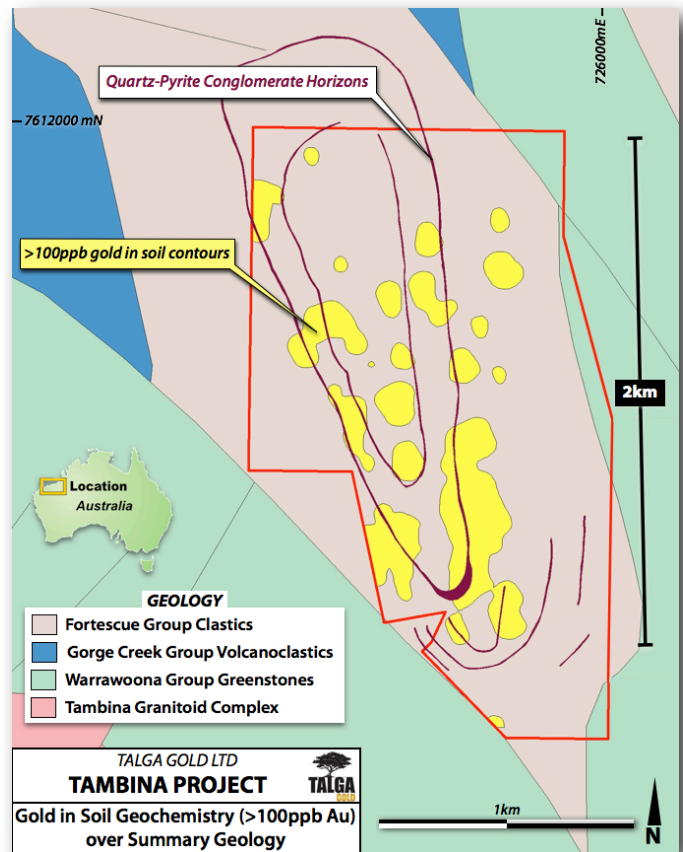 726000mE
Quartz-Pyrite Conglomerate Horizons
7612000 mN
>100ppb gold in soil contours
2km
Location
Australia
GEOLOGY
Fortescue Group Clastics
Gorge Creek Group Volcanoclastics
Warrawoona Group Greenstones
Tambina Granitoid Complex
TALGA GOLD LTD
TAMBINA PROJECT
TALGA
GOLD
Gold in Soil Geochemistry (>100ppb Au)
over Summary Geology
1km
N